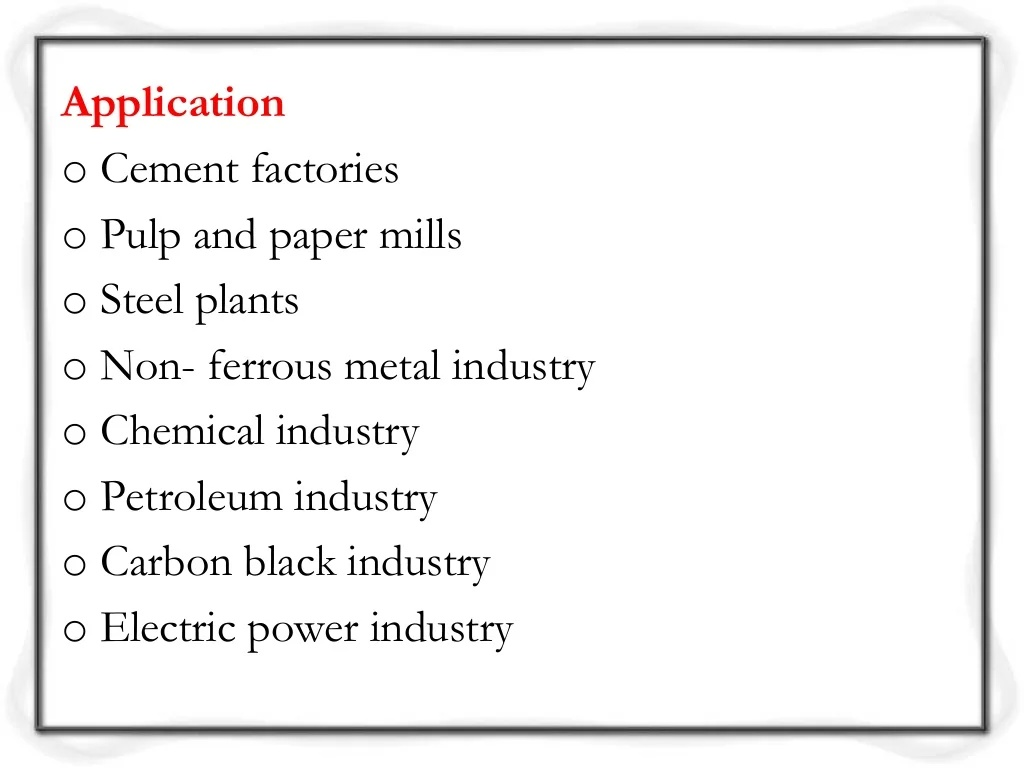 Application
o Cement factories
o Pulp and paper mills
o Steel plants
o Non- ferrous metal industry
o Chemical industry
o Petroleum industry
o Carbon black industry
o Electric power industry